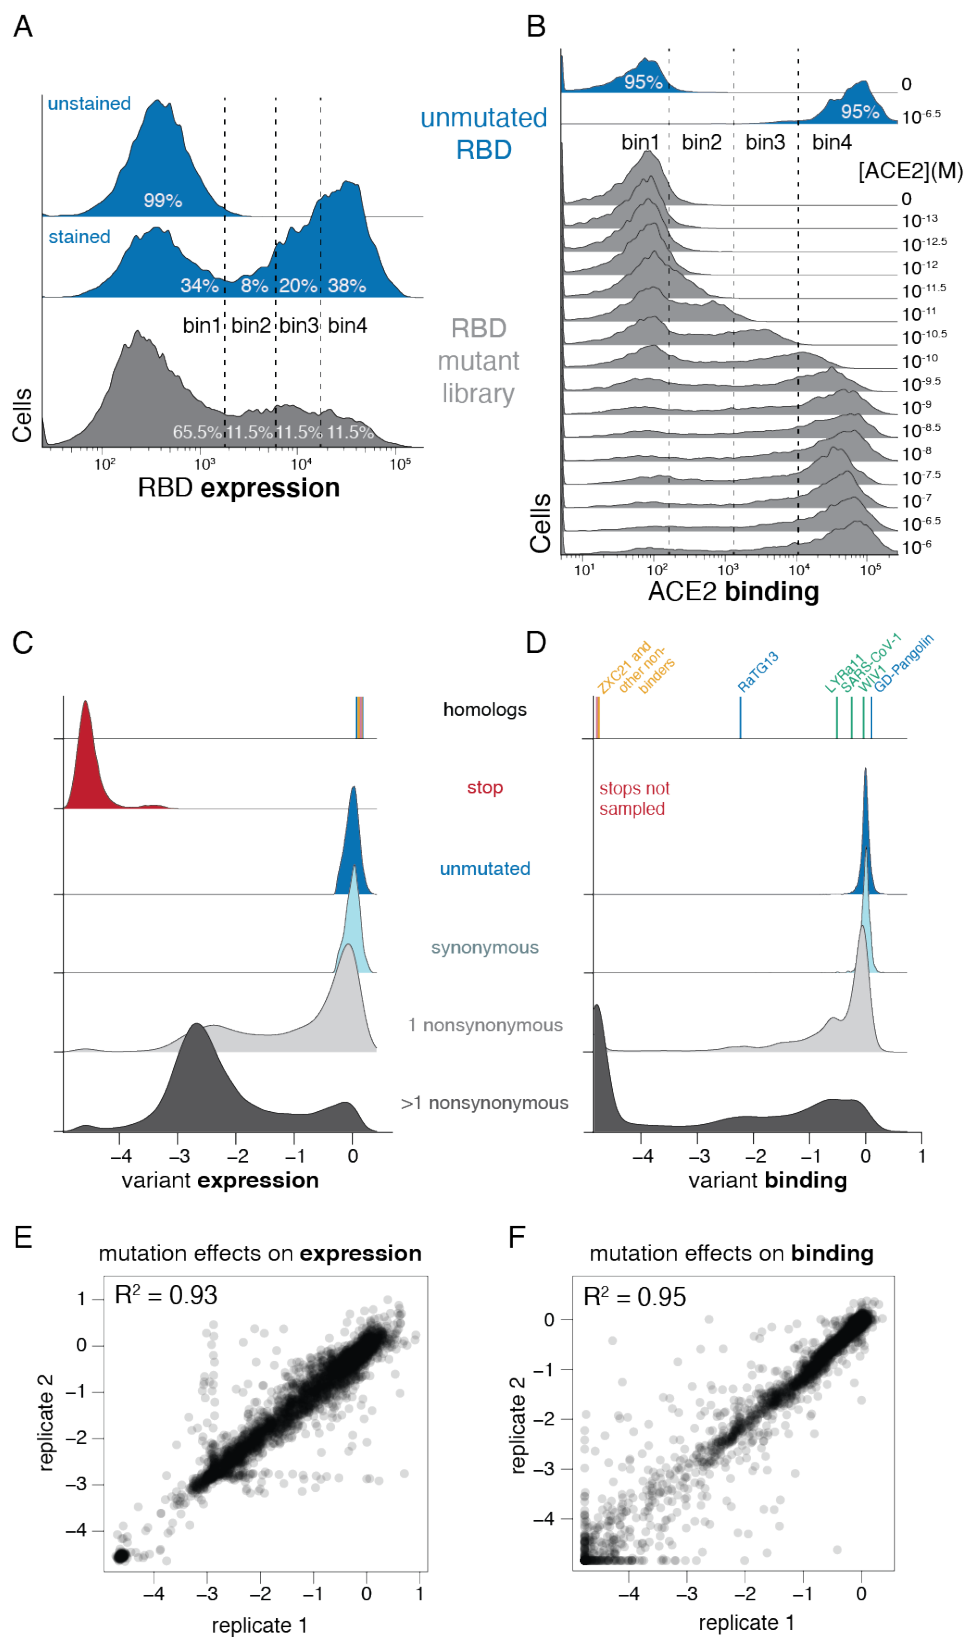 A
unstained
99%
stained
34% 8% 20% 38%
bin1 bin2 bin3 bin4
65.5% 11.5% 11.5% 11.5%
Cells
10² 10³ 10⁴ 10⁵
RBD expression
unmutated
RBD
RBD
mutant
library
B
95%
0
95%
10^-6.5
bin1 bin2 bin3 bin4
[ACE2](M)
0
10^-13
10^-12.5
10^-12
10^-11.5
10^-11
10^-10.5
10^-10
10^-9.5
10^-9
10^-8.5
10^-8
10^-7.5
10^-7
10^-6.5
10^-6
Cells
10¹ 10² 10³ 10⁴ 10⁵
ACE2 binding
C
D
ZXC21 and
other non-
binders
RaTG13
LYRa11
SARS-CoV-1
WIV1
GD-Pangolin
homologs
stop
stops not
sampled
unmutated
synonymous
1 nonsynonymous
>1 nonsynonymous
−4 −3 −2 −1 0
variant expression
−4 −3 −2 −1 0 1
variant binding
E
mutation effects on expression
R² = 0.93
1
0
−1
−2
−3
−4
replicate 2
−4 −3 −2 −1 0 1
replicate 1
F
mutation effects on binding
R² = 0.95
0
−1
−2
−3
−4
replicate 2
−4 −3 −2 −1 0
replicate 1